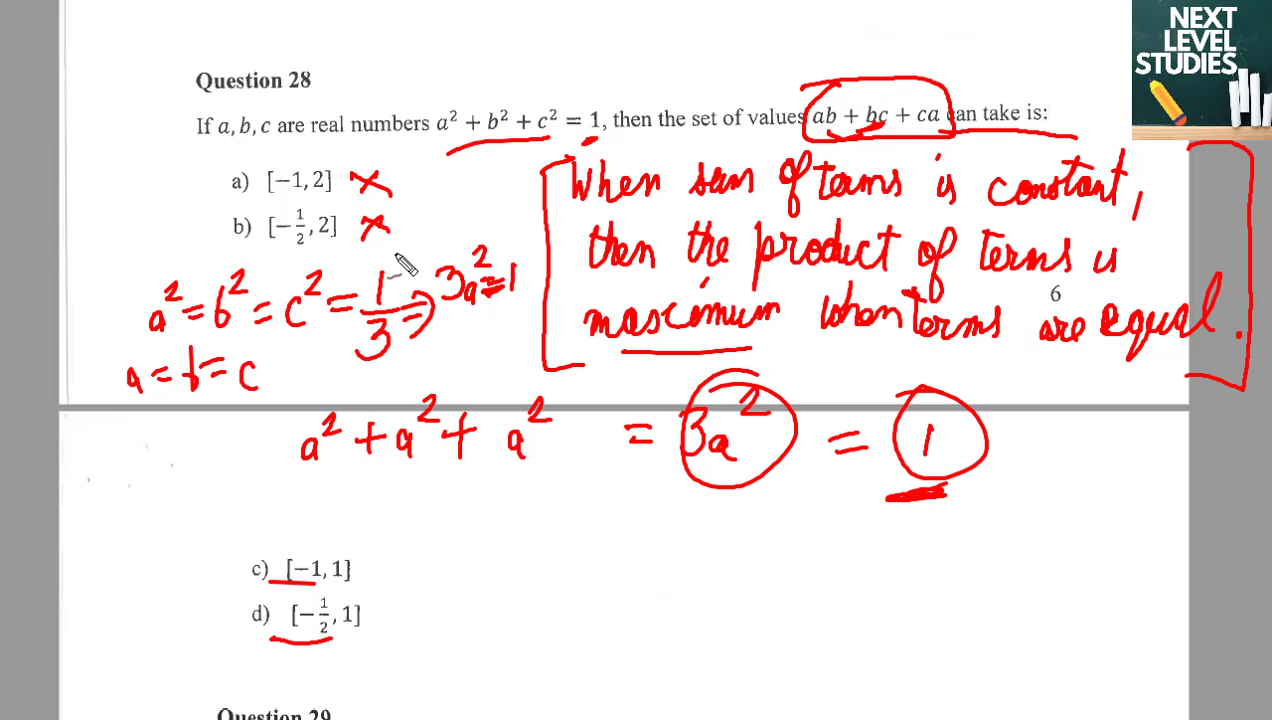 NEXT
LEVEL
STUDIES
Question 28
If a, b, c are real numbers a² + b² + c² = 1, then the set of values ab + bc + ca can take is:
a) [−1, 2]
b) [−1/2, 2]
When sum of terms is constant,
then the product of terms is
maximum when terms are equal.
6
a² = b² = c² = 1/3 ⇒ 3a² = 1
a = b = c
a² + a² + a² = 3a² = 1
c) [−1, 1]
d) [−1/2, 1]
Question 29